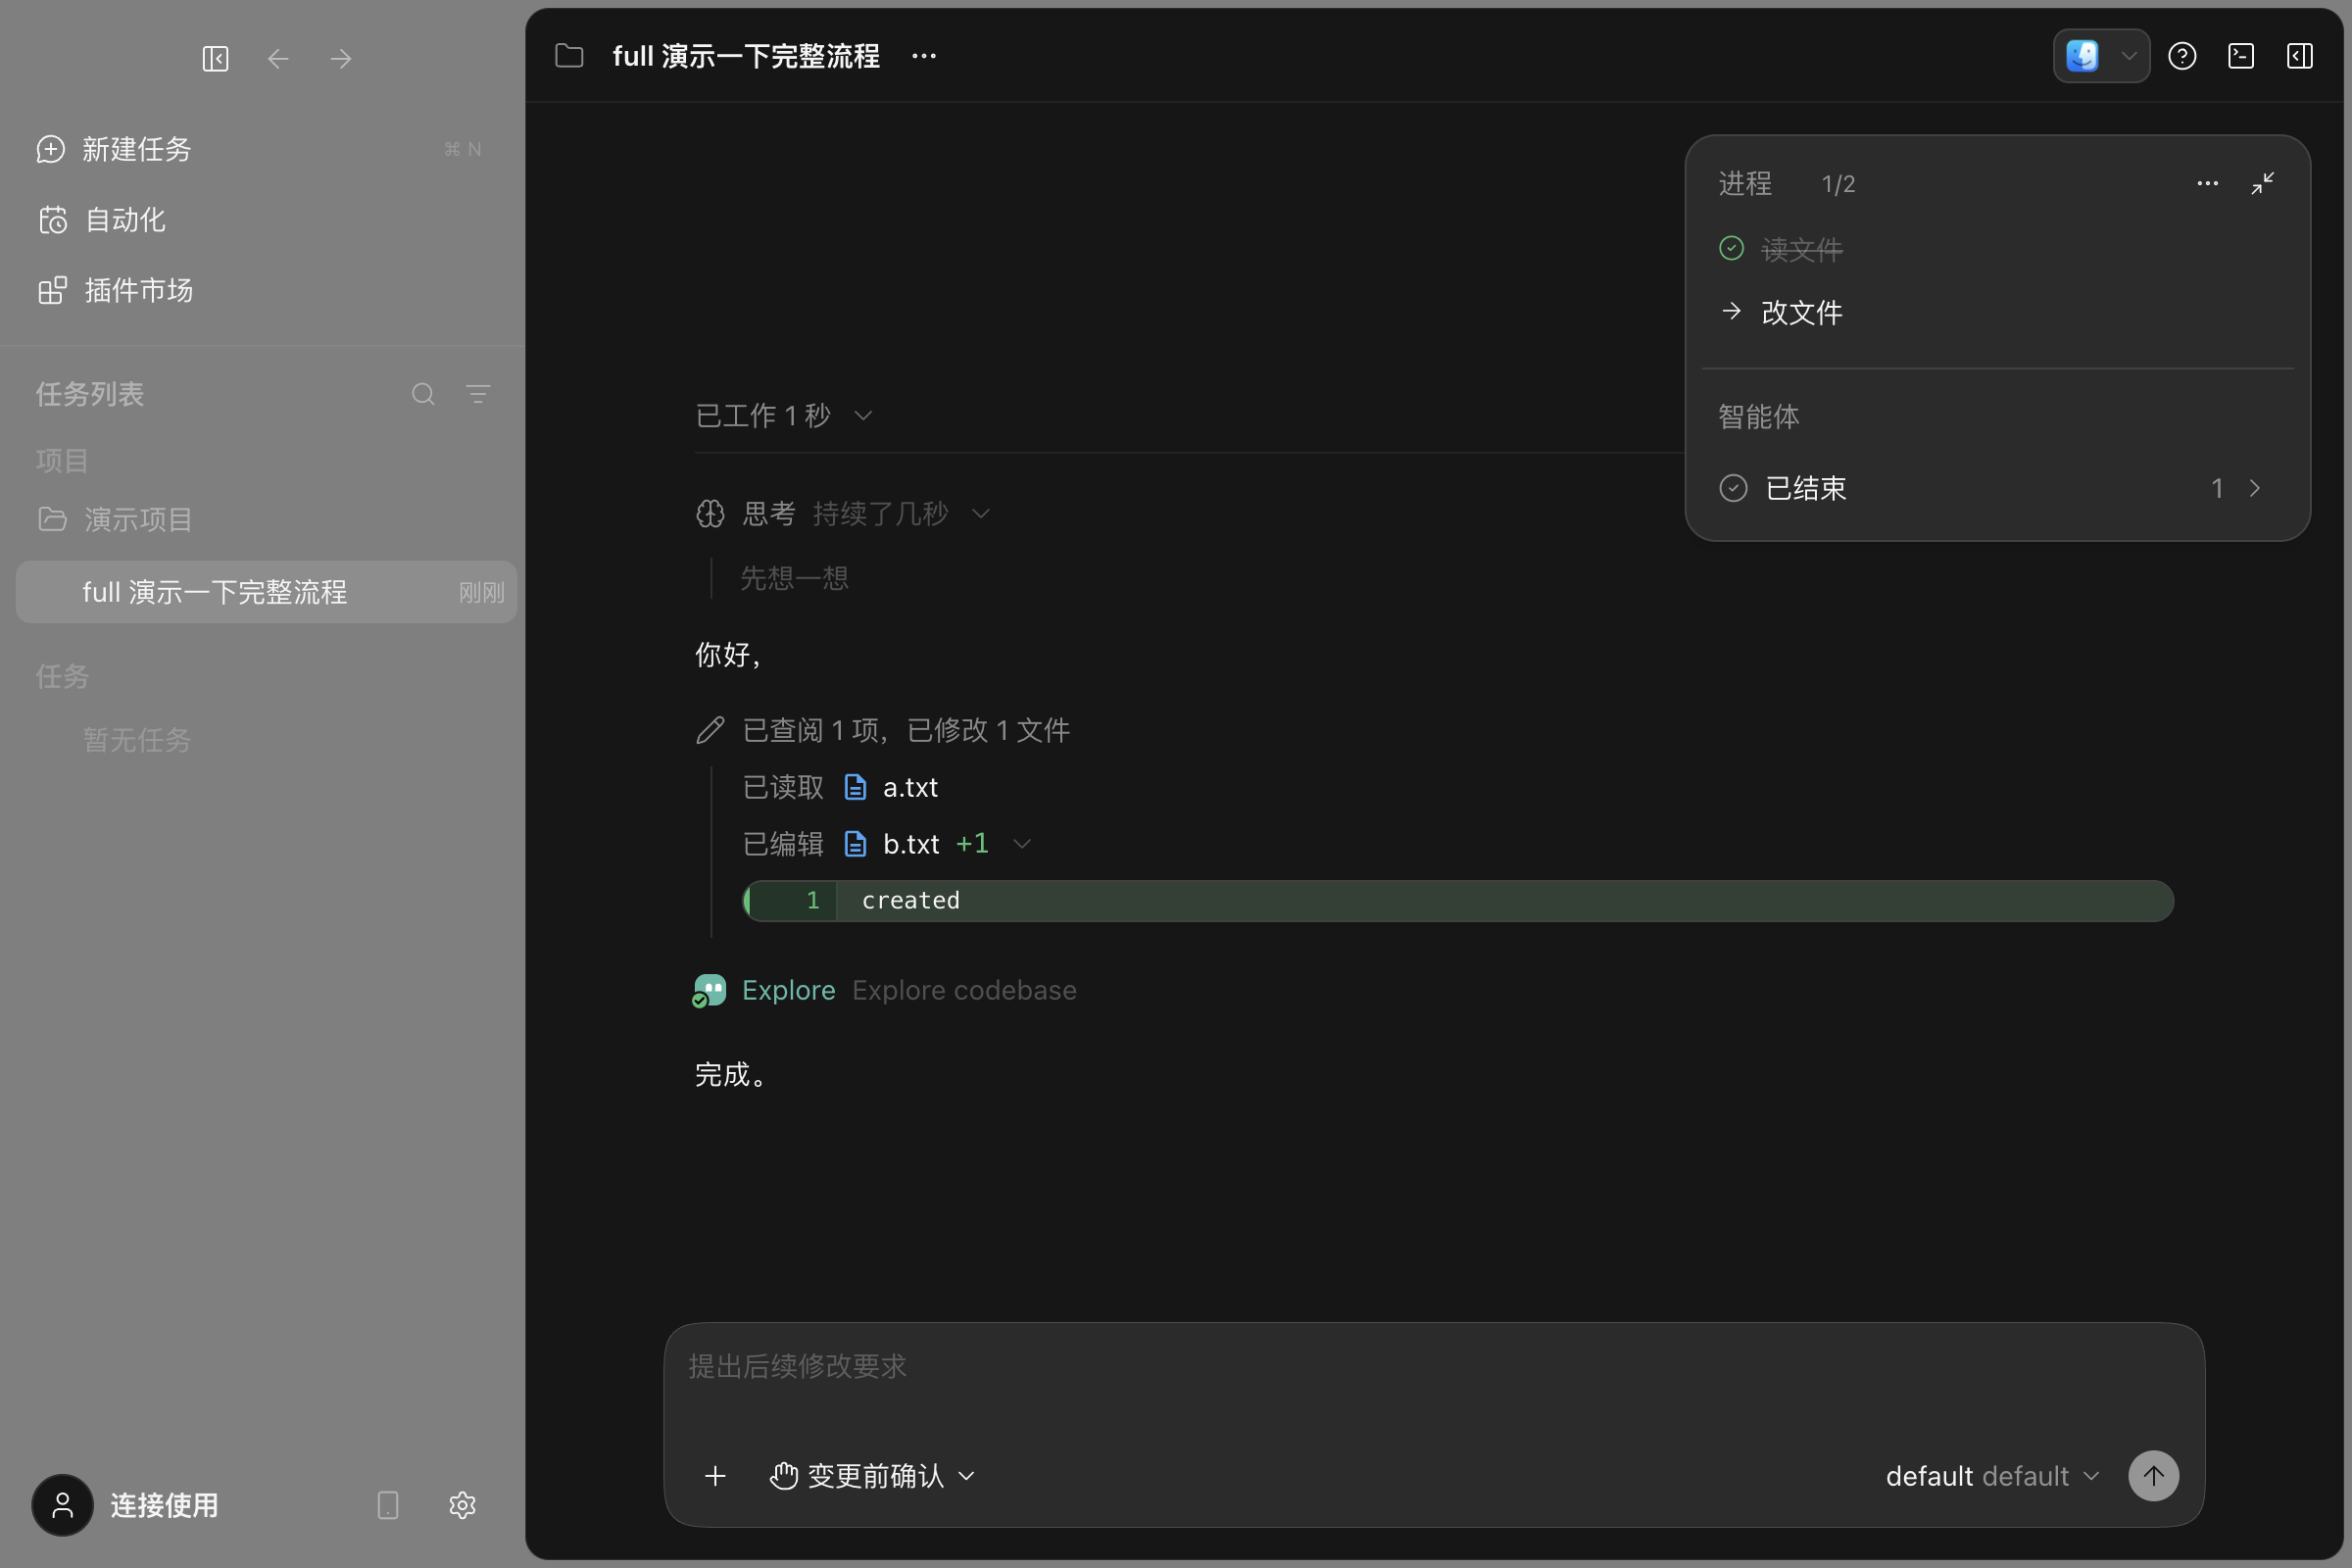 新建任务 ⌘ N
自动化
插件市场
任务列表
项目
演示项目
full 演示一下完整流程 刚刚
任务
暂无任务
连接使用
full 演示一下完整流程 ···
进程 1/2 ···
读文件
改文件
智能体
已结束 1
已工作 1 秒
思考 持续了几秒
先想一想
你好,
已查阅 1 项，已修改 1 文件
已读取 a.txt
已编辑 b.txt +1
1 created
Explore Explore codebase
完成。
提出后续修改要求
变更前确认
default default